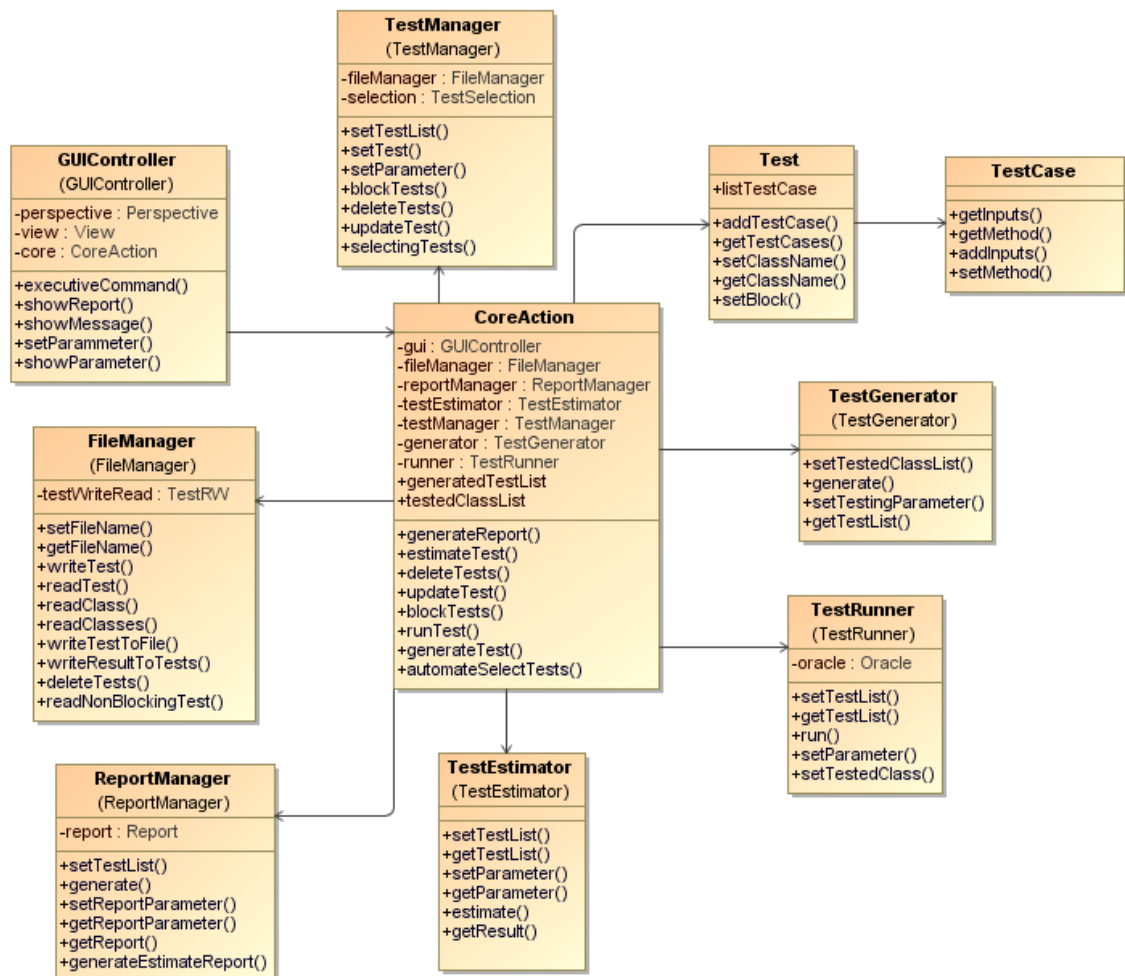 TestManager
(TestManager)
-fileManager : FileManager
-selection : TestSelection
+setTestList()
+setTest()
+setParameter()
+blockTests()
+deleteTests()
+updateTest()
+selectingTests()
GUIController
(GUIController)
-perspective : Perspective
-view : View
-core : CoreAction
+executiveCommand()
+showReport()
+showMessage()
+setParammeter()
+showParameter()
Test
+listTestCase
+addTestCase()
+getTestCases()
+setClassName()
+getClassName()
+setBlock()
TestCase
+getInputs()
+getMethod()
+addInputs()
+setMethod()
CoreAction
-gui : GUIController
-fileManager : FileManager
-reportManager : ReportManager
-testEstimator : TestEstimator
-testManager : TestManager
-generator : TestGenerator
-runner : TestRunner
+generatedTestList
+testedClassList
+generateReport()
+estimateTest()
+deleteTests()
+updateTest()
+blockTests()
+runTest()
+generateTest()
+automateSelectTests()
FileManager
(FileManager)
-testWriteRead : TestRW
+setFileName()
+getFileName()
+writeTest()
+readTest()
+readClass()
+readClasses()
+writeTestToFile()
+writeResultToTests()
+deleteTests()
+readNonBlockingTest()
TestGenerator
(TestGenerator)
+setTestedClassList()
+generate()
+setTestingParameter()
+getTestList()
TestRunner
(TestRunner)
-oracle : Oracle
+setTestList()
+getTestList()
+run()
+setParameter()
+setTestedClass()
ReportManager
(ReportManager)
-report : Report
+setTestList()
+generate()
+setReportParameter()
+getReportParameter()
+getReport()
+generateEstimateReport()
TestEstimator
(TestEstimator)
+setTestList()
+getTestList()
+setParameter()
+getParameter()
+estimate()
+getResult()